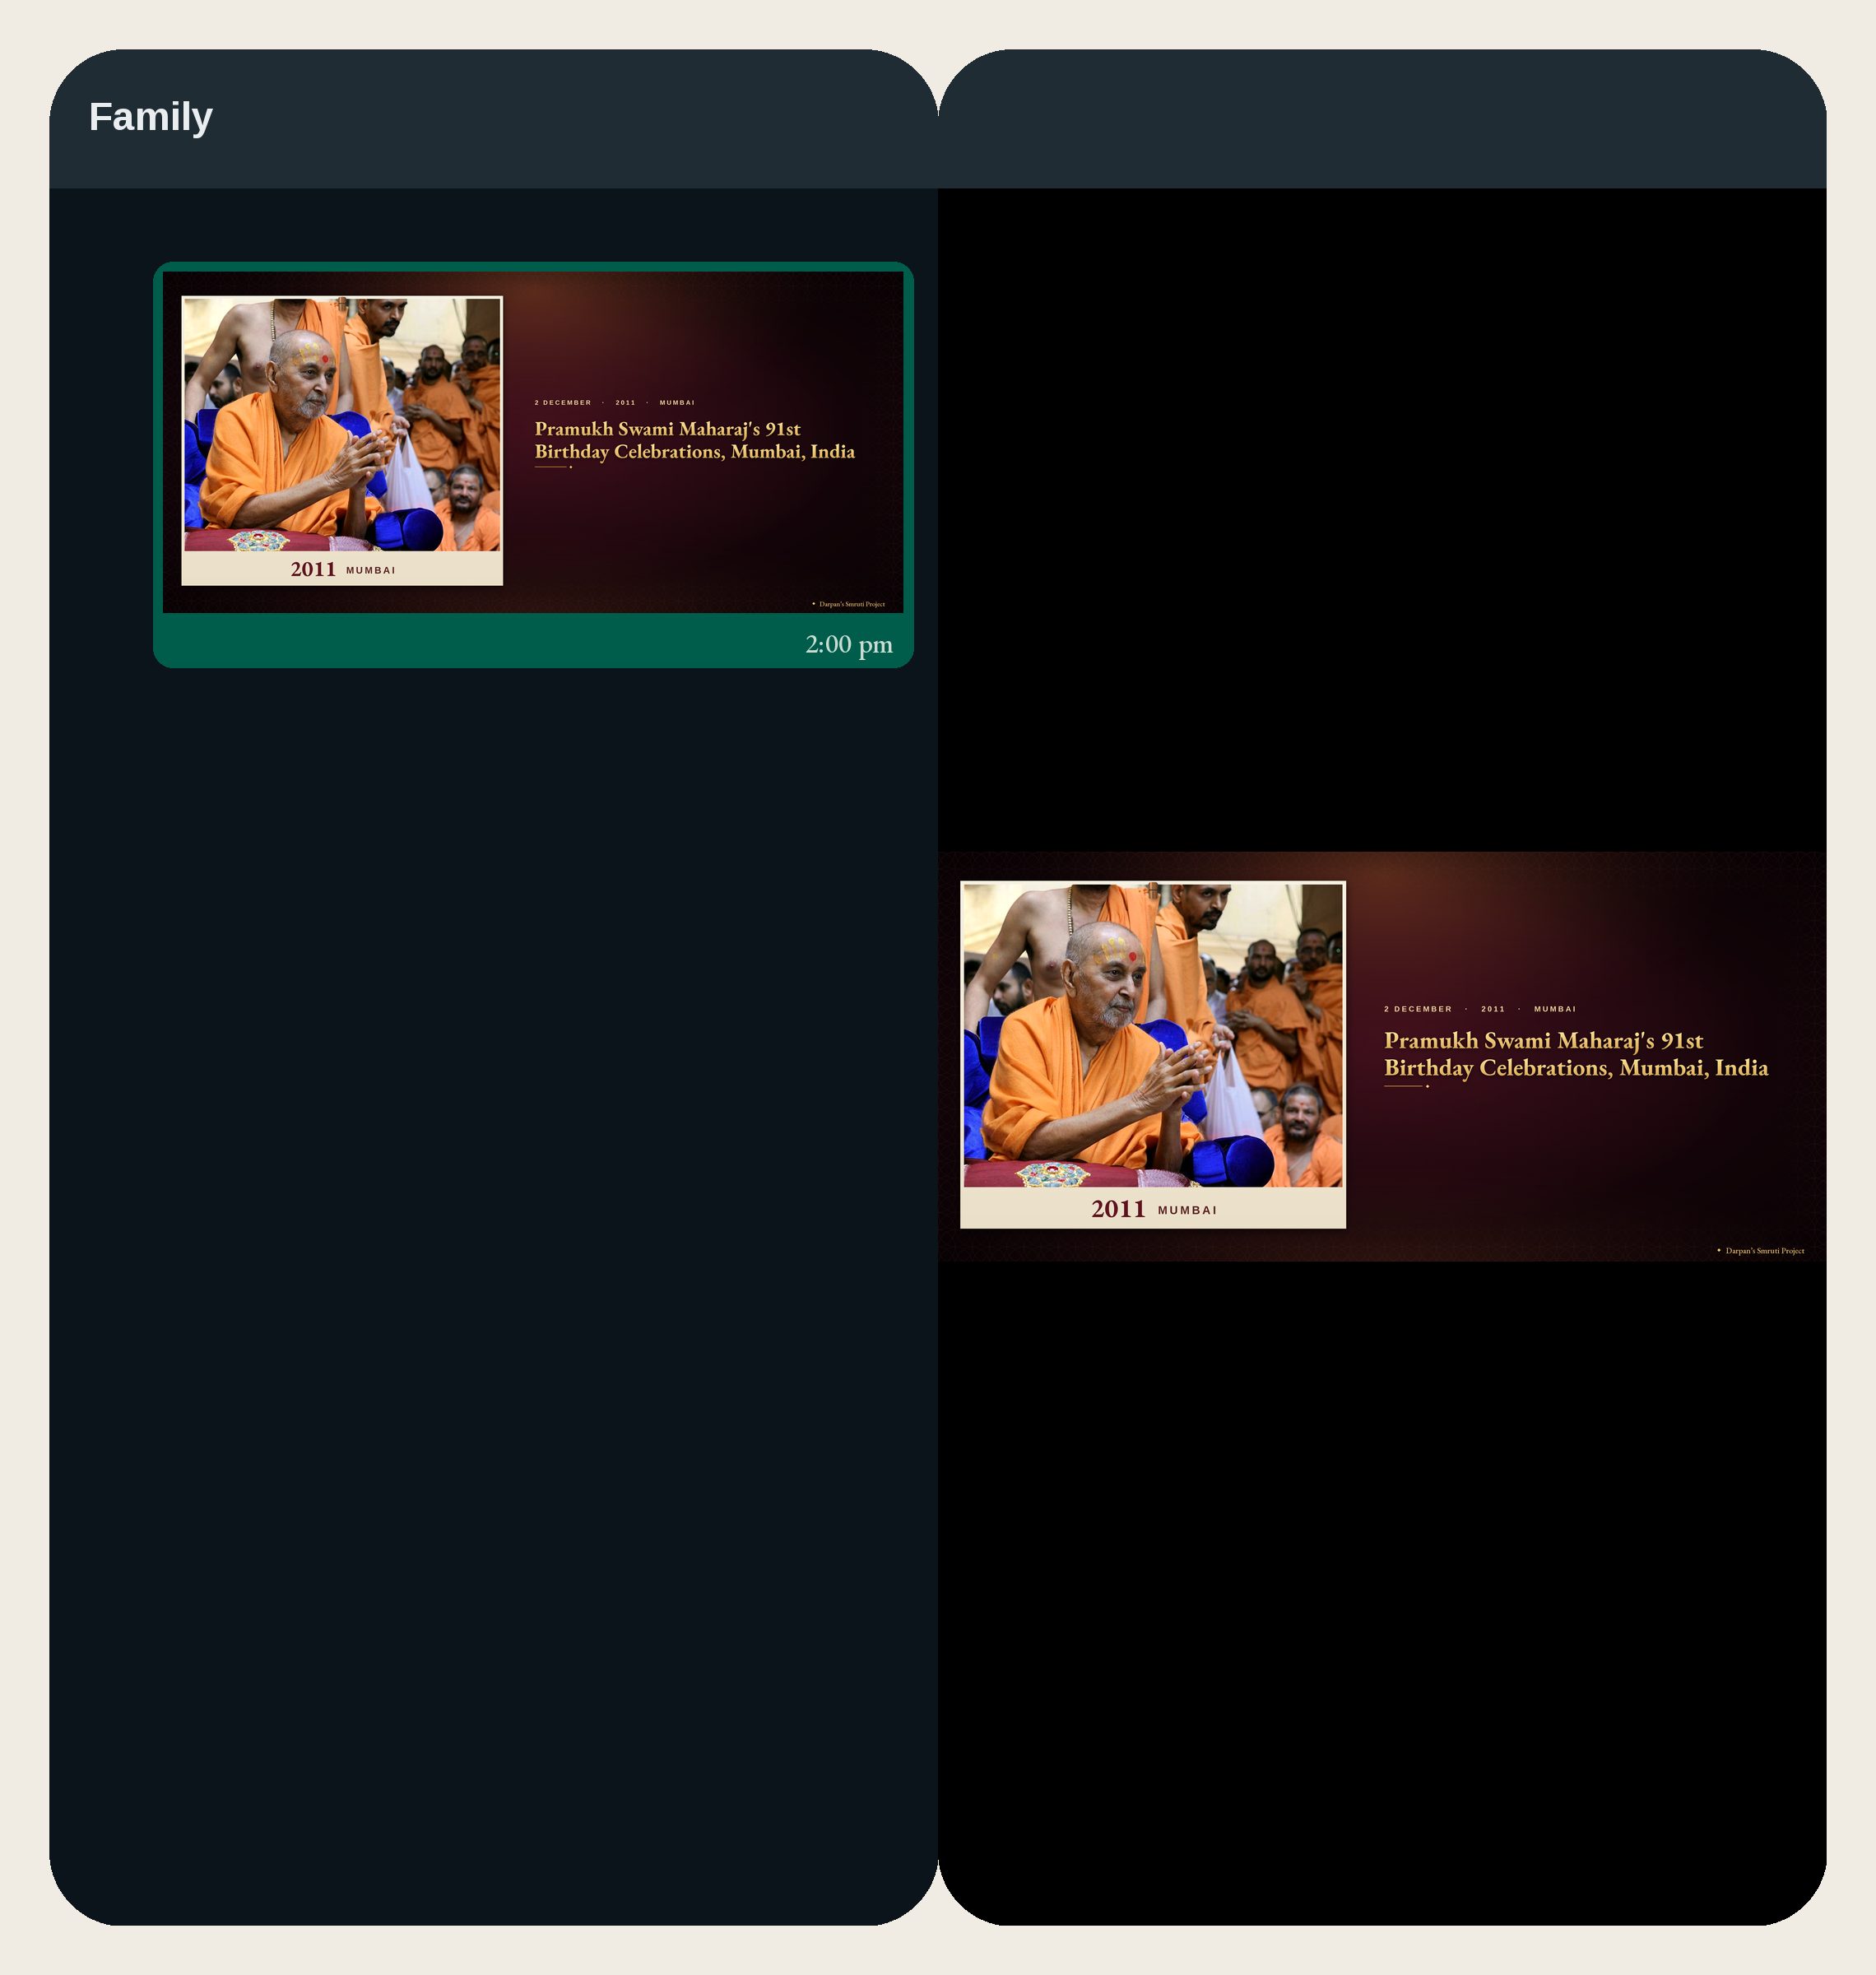 Family
2 DECEMBER · 2011 · MUMBAI
Pramukh Swami Maharaj's 91st
Birthday Celebrations, Mumbai, India
2011 MUMBAI
• Darpan's Smruti Project
2:00 pm
2 DECEMBER · 2011 · MUMBAI
Pramukh Swami Maharaj's 91st
Birthday Celebrations, Mumbai, India
2011 MUMBAI
• Darpan's Smruti Project